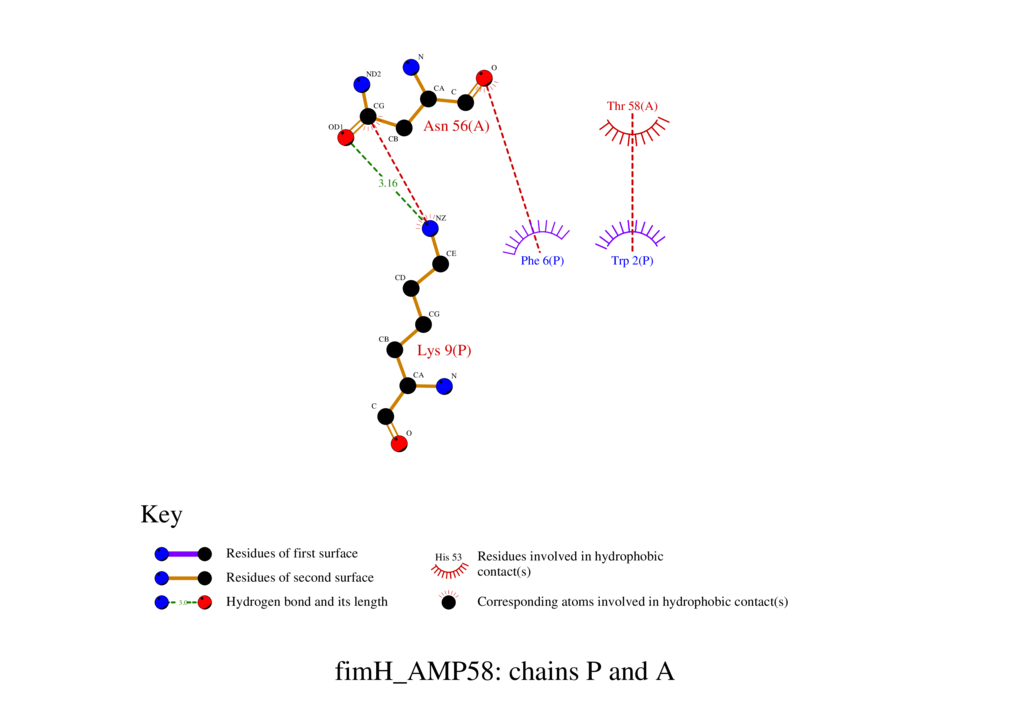 N
O
ND2
CA
C
CG
Thr 58(A)
OD1
Asn 56(A)
CB
3.16
NZ
CE
Phe 6(P)
Trp 2(P)
CD
CG
CB
Lys 9(P)
CA
N
C
O
Key
Residues of first surface
His 53
Residues involved in hydrophobic
contact(s)
Residues of second surface
Hydrogen bond and its length
Corresponding atoms involved in hydrophobic contact(s)
fimH_AMP58: chains P and A